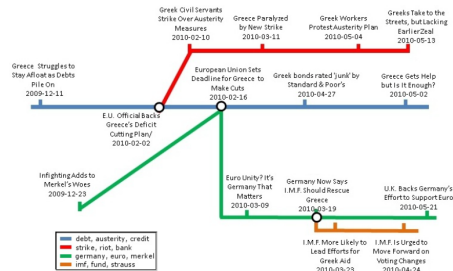 Greek Civil Servants
Strike Over Austerity
Measures
2010-02-10
Greece Paralyzed
by New Strike
2010-03-11
Greek Workers
Protest Austerity Plan
2010-05-04
Greeks Take to the
Streets, but Lacking
EarlierZeal
2010-05-13
Greece Struggles to
Stay Afloat as Debts
Pile On
2009-12-11
European Union Sets
Deadline for Greece to
Make Cuts
2010-02-16
Greek bonds rated 'junk' by
Standard & Poor's
2010-04-27
Greece Gets Help
but Is It Enough?
2010-05-02
E.U. Official Backs
Greece's Deficit
Cutting Plan/
2010-02-02
Infighting Adds to
Merkel's Woes
2009-12-23
Euro Unity? It's
Germany That
Matters
2010-03-09
Germany Now Says
I.M.F. Should Rescue
Greece
2010-03-19
U.K. Backs Germany's
Effort to Support Euro
2010-05-21
I.M.F. More Likely to
Lead Efforts for
Greek Aid
2010-03-23
I.M.F. Is Urged to
Move Forward on
Voting Changes
2010-04-24
debt, austerity, credit
strike, riot, bank
germany, euro, merkel
imf, fund, strauss